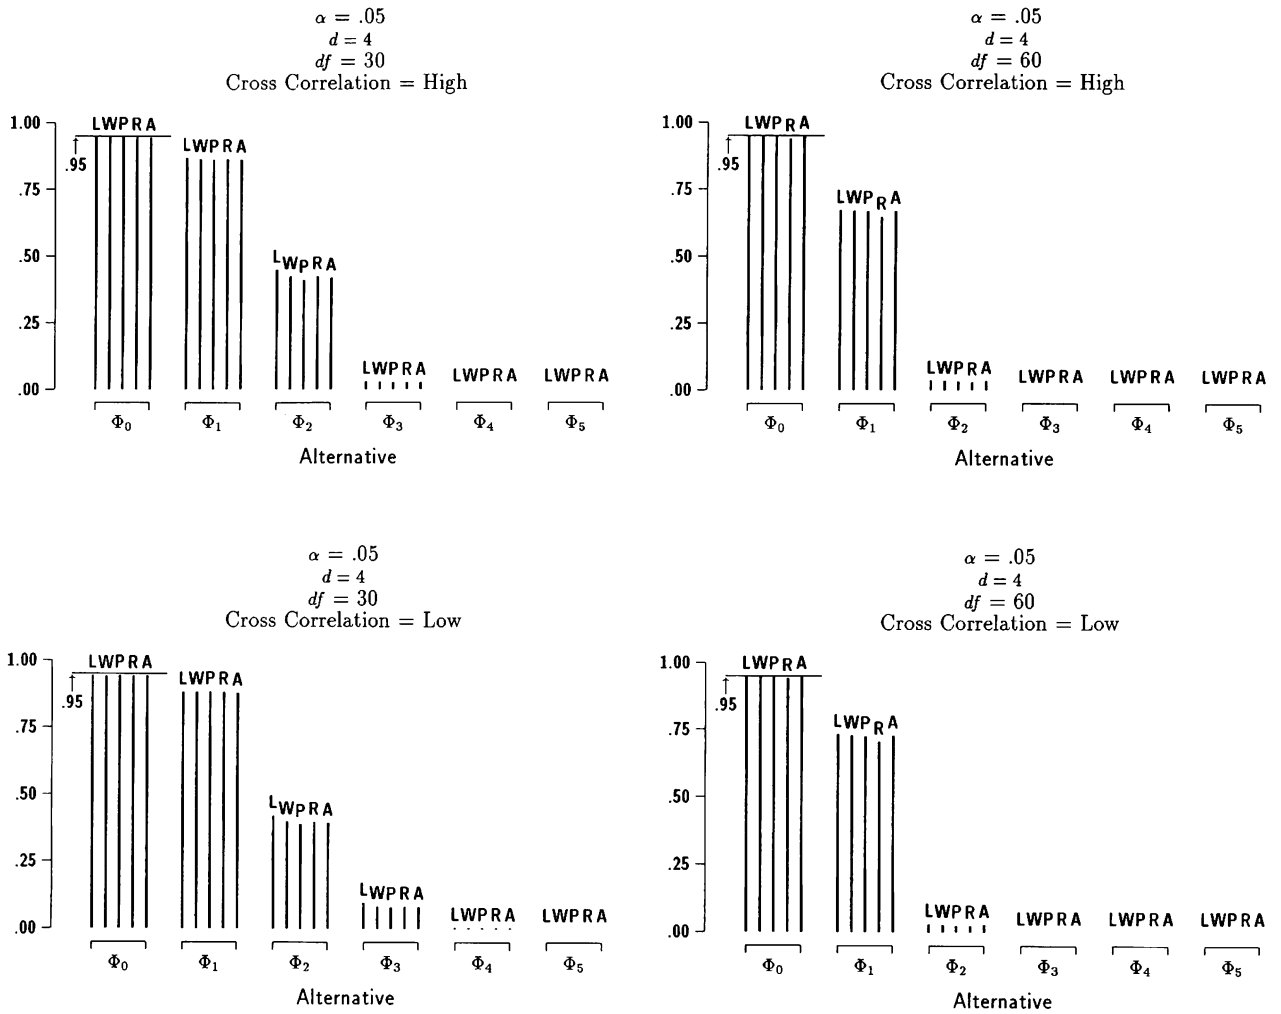 α = .05
d = 4
df = 30
Cross Correlation = High
1.00
.75
.50
.25
.00
.95
LWPRA
LWPRA
LWPRA
LWPRA
LWPRA
LWPRA
Φ0
Φ1
Φ2
Φ3
Φ4
Φ5
Alternative
α = .05
d = 4
df = 60
Cross Correlation = High
1.00
.75
.50
.25
.00
.95
LWPRA
LWPRA
LWPRA
LWPRA
LWPRA
LWPRA
Φ0
Φ1
Φ2
Φ3
Φ4
Φ5
Alternative
α = .05
d = 4
df = 30
Cross Correlation = Low
1.00
.75
.50
.25
.00
.95
LWPRA
LWPRA
LWPRA
LWPRA
LWPRA
LWPRA
Φ0
Φ1
Φ2
Φ3
Φ4
Φ5
Alternative
α = .05
d = 4
df = 60
Cross Correlation = Low
1.00
.75
.50
.25
.00
.95
LWPRA
LWPRA
LWPRA
LWPRA
LWPRA
LWPRA
Φ0
Φ1
Φ2
Φ3
Φ4
Φ5
Alternative